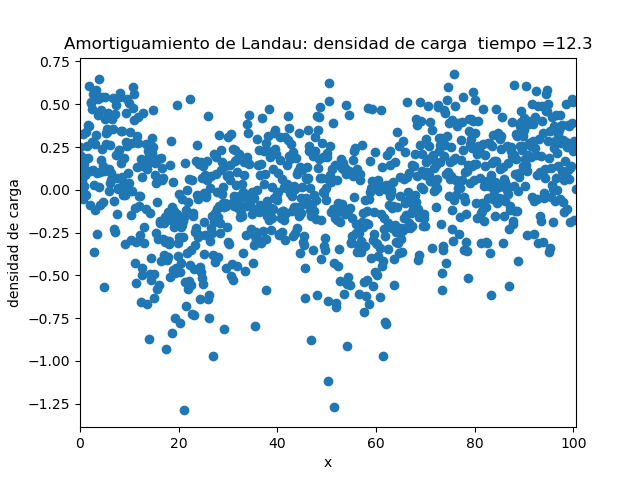 Amortiguamiento de Landau: densidad de carga  tiempo =12.3
densidad de carga
0.75
0.50
0.25
0.00
−0.25
−0.50
−0.75
−1.00
−1.25
0 20 40 60 80 100
x